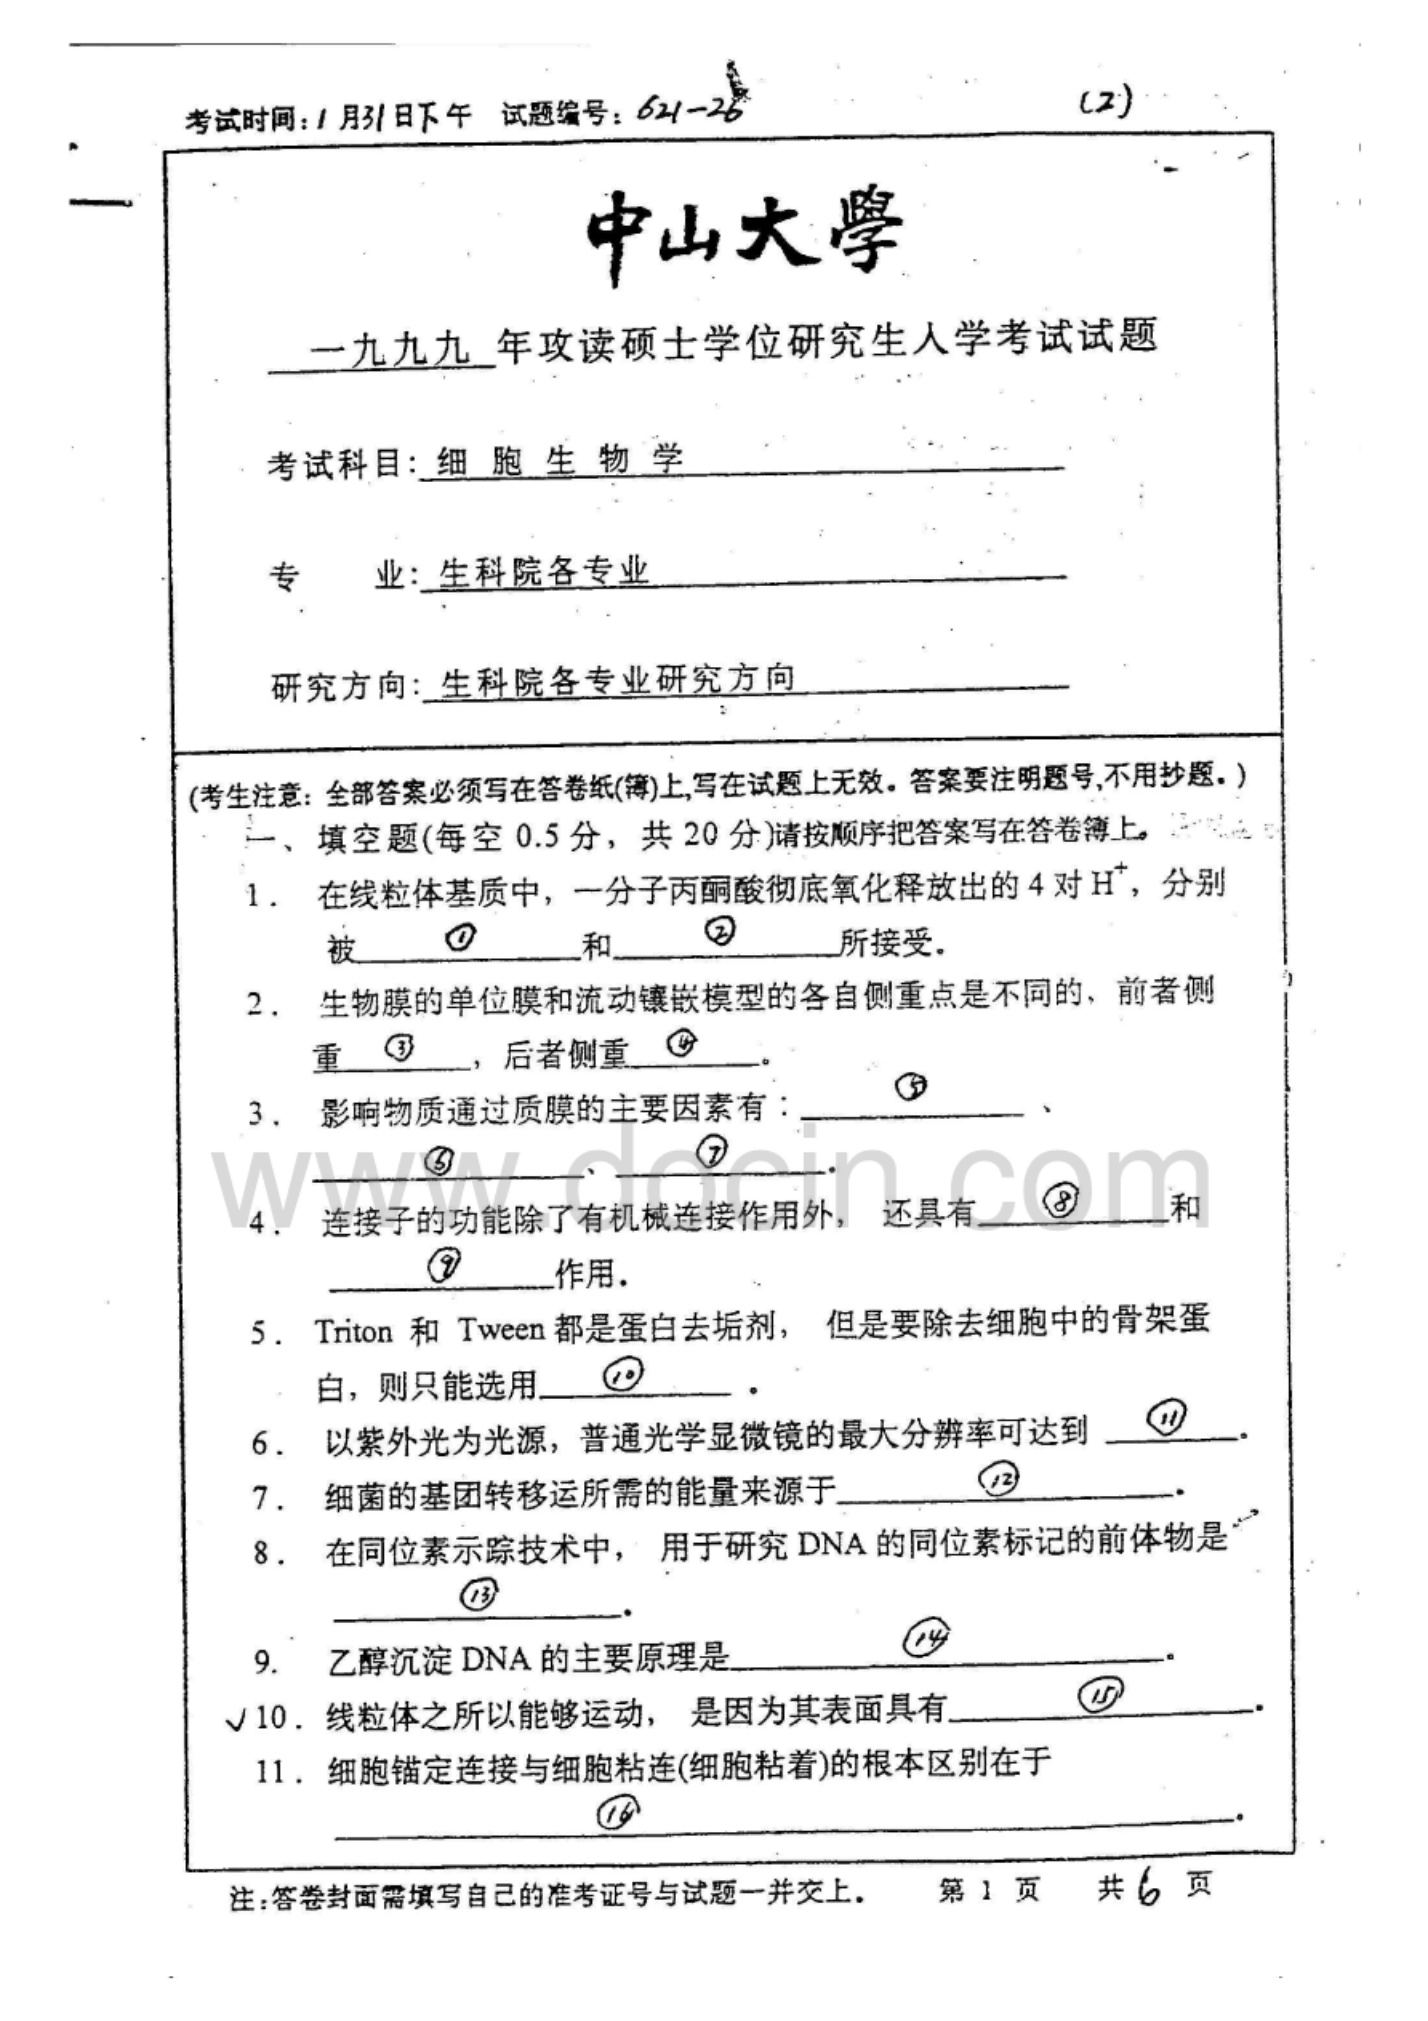 考试时间:1月31日下午 试题编号:621-26 (2)
中山大學
一九九九 年攻读硕士学位研究生入学考试试题
考试科目: 细 胞 生 物 学
专 业: 生科院各专业
研究方向: 生科院各专业研究方向
(考生注意: 全部答案必须写在答卷纸(簿)上,写在试题上无效。答案要注明题号,不用抄题。)
一、填空题(每空 0.5 分, 共 20 分)请按顺序把答案写在答卷簿上。
1. 在线粒体基质中, 一分子丙酮酸彻底氧化释放出的 4 对 H⁺, 分别
被 ① 和 ② 所接受.
2. 生物膜的单位膜和流动镶嵌模型的各自侧重点是不同的、前者侧
重 ③ , 后者侧重 ④ 。
3. 影响物质通过质膜的主要因素有: ⑤ 、
⑥ 、 ⑦ .
4. 连接子的功能除了有机械连接作用外, 还具有 ⑧ 和
⑨ 作用.
5. Triton 和 Tween 都是蛋白去垢剂, 但是要除去细胞中的骨架蛋
白, 则只能选用 ⑩ 。
6. 以紫外光为光源, 普通光学显微镜的最大分辨率可达到 ⑪ 。
7. 细菌的基团转移运所需的能量来源于 ⑫ .
8. 在同位素示踪技术中, 用于研究 DNA 的同位素标记的前体物是
⑬ .
9. 乙醇沉淀 DNA 的主要原理是 ⑭ 。
✓10. 线粒体之所以能够运动, 是因为其表面具有 ⑮ .
11. 细胞锚定连接与细胞粘连(细胞粘着)的根本区别在于
⑯ .
注:答卷封面需填写自己的准考证号与试题一并交上. 第 1 页 共 6 页
www.docin.com